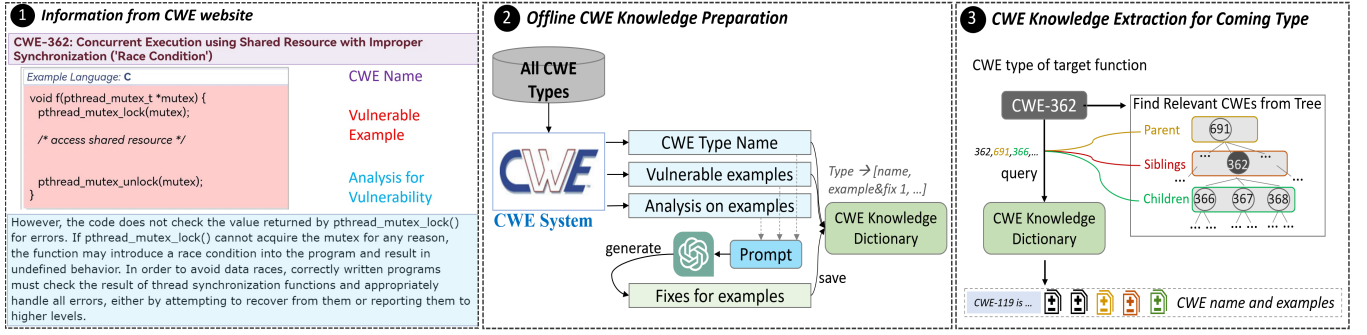 1 Information from CWE website
CWE-362: Concurrent Execution using Shared Resource with Improper
Synchronization ('Race Condition')
Example Language: C
void f(pthread_mutex_t *mutex) {
pthread_mutex_lock(mutex);
/* access shared resource */
pthread_mutex_unlock(mutex);
}
CWE Name
Vulnerable
Example
Analysis for
Vulnerability
However, the code does not check the value returned by pthread_mutex_lock()
for errors. If pthread_mutex_lock() cannot acquire the mutex for any reason,
the function may introduce a race condition into the program and result in
undefined behavior. In order to avoid data races, correctly written programs
must check the result of thread synchronization functions and appropriately
handle all errors, either by attempting to recover from them or reporting them to
higher levels.
2 Offline CWE Knowledge Preparation
All CWE
Types
CWE
CWE System
CWE Type Name
Vulnerable examples
Analysis on examples
generate
Prompt
Fixes for examples
save
Type → [name,
example&fix 1, ...]
CWE Knowledge
Dictionary
3 CWE Knowledge Extraction for Coming Type
CWE type of target function
CWE-362
Find Relevant CWEs from Tree
Parent
691
... ...
362,691,366,...
Siblings
362
... ...
query
Children
366 367 368
... ... ... ... ... ...
CWE Knowledge
Dictionary
CWE-119 is ...
CWE name and examples